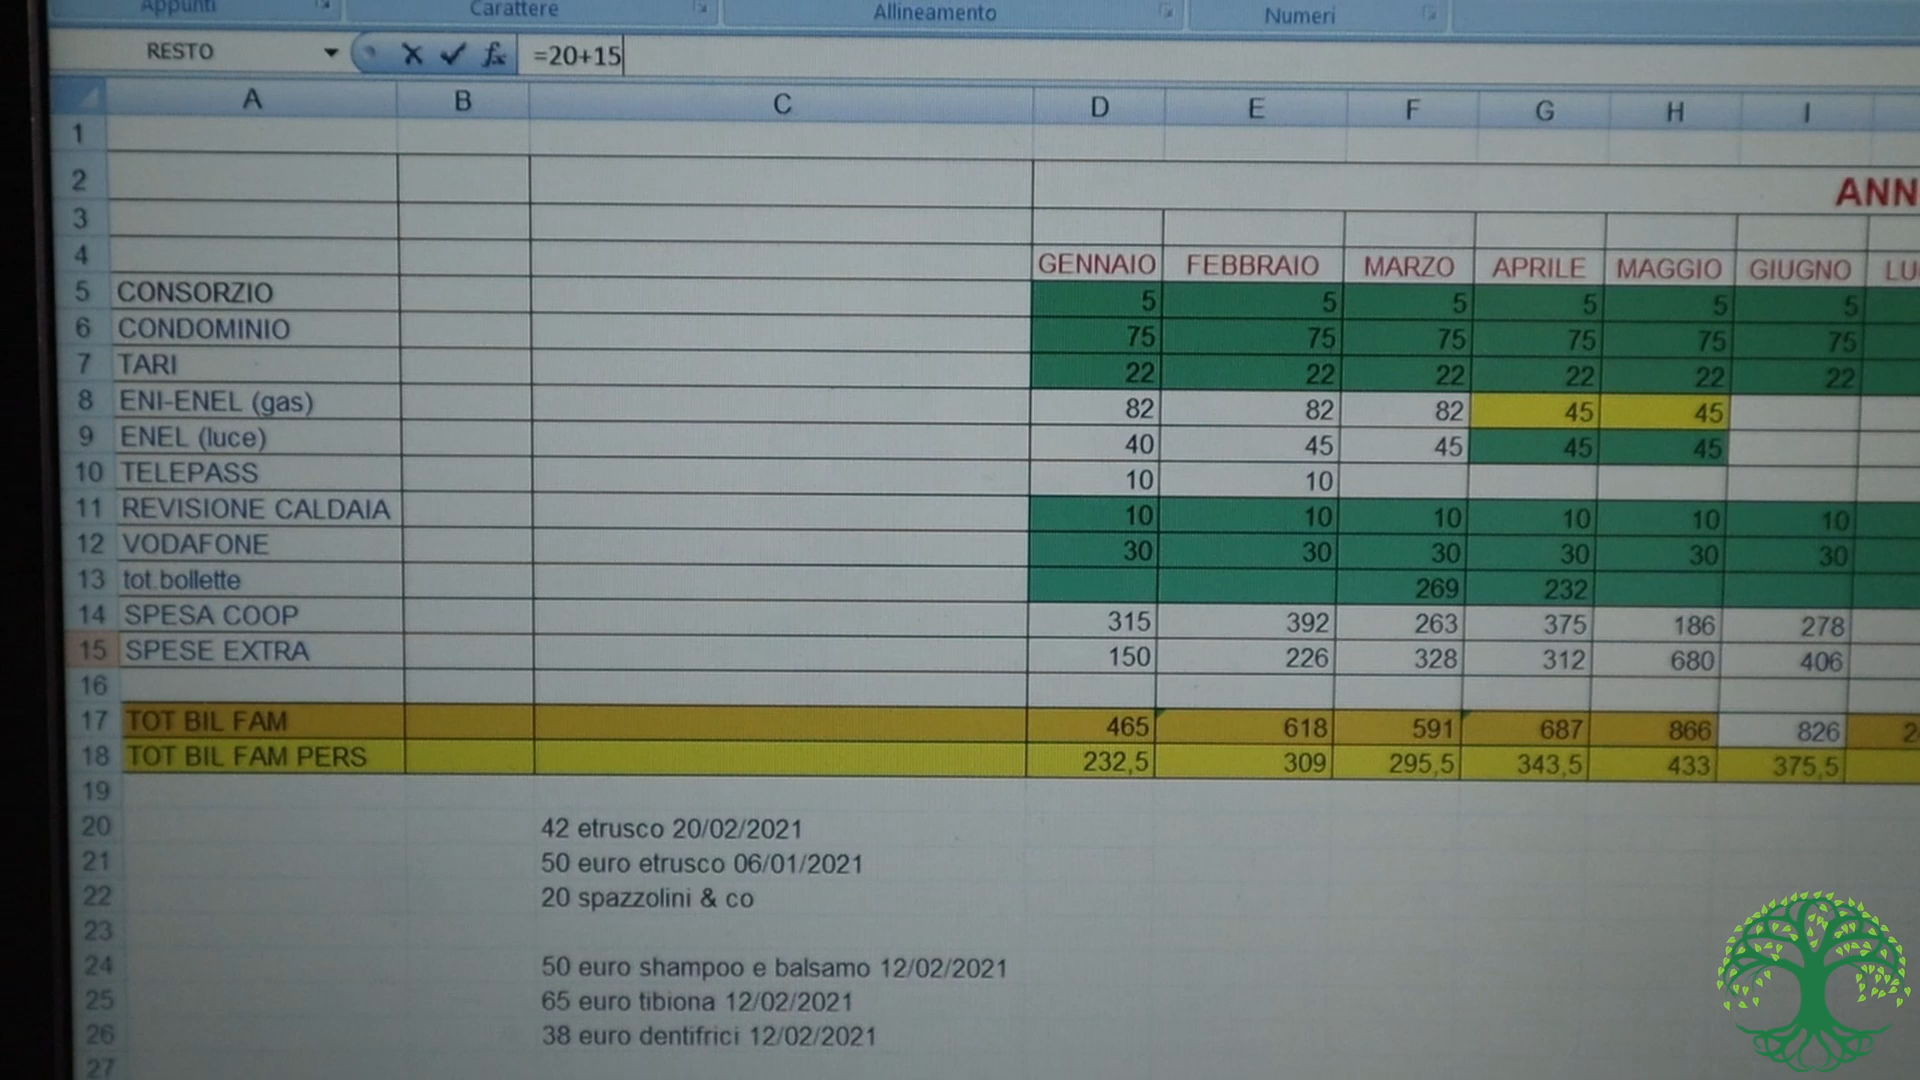 Appunti Carattere Allineamento Numeri
RESTO =20+15
A B C D E F G H I
1
2 ANN
3
4 GENNAIO FEBBRAIO MARZO APRILE MAGGIO GIUGNO LU
5 CONSORZIO 5 5 5 5 5 5
6 CONDOMINIO 75 75 75 75 75 75
7 TARI 22 22 22 22 22 22
8 ENI-ENEL (gas) 82 82 82 45 45
9 ENEL (luce) 40 45 45 45 45
10 TELEPASS 10 10
11 REVISIONE CALDAIA 10 10 10 10 10 10
12 VODAFONE 30 30 30 30 30 30
13 tot.bollette 269 232
14 SPESA COOP 315 392 263 375 186 278
15 SPESE EXTRA 150 226 328 312 680 406
16
17 TOT BIL FAM 465 618 591 687 866 826 2
18 TOT BIL FAM PERS 232,5 309 295,5 343,5 433 375,5
19
20 42 etrusco 20/02/2021
21 50 euro etrusco 06/01/2021
22 20 spazzolini & co
23
24 50 euro shampoo e balsamo 12/02/2021
25 65 euro tibiona 12/02/2021
26 38 euro dentifrici 12/02/2021
27